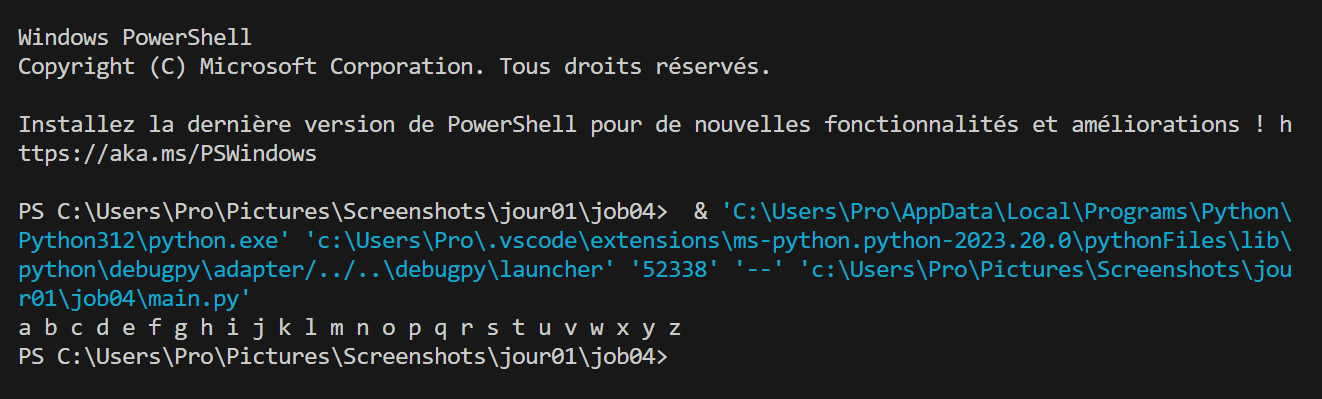 Windows PowerShell
Copyright (C) Microsoft Corporation. Tous droits réservés.
Installez la dernière version de PowerShell pour de nouvelles fonctionnalités et améliorations ! h
ttps://aka.ms/PSWindows
PS C:\Users\Pro\Pictures\Screenshots\jour01\job04>  & 'C:\Users\Pro\AppData\Local\Programs\Python\
Python312\python.exe' 'c:\Users\Pro\.vscode\extensions\ms-python.python-2023.20.0\pythonFiles\lib\
python\debugpy\adapter/../..\debugpy\launcher' '52338' '--' 'c:\Users\Pro\Pictures\Screenshots\jou
r01\job04\main.py'
a b c d e f g h i j k l m n o p q r s t u v w x y z
PS C:\Users\Pro\Pictures\Screenshots\jour01\job04>